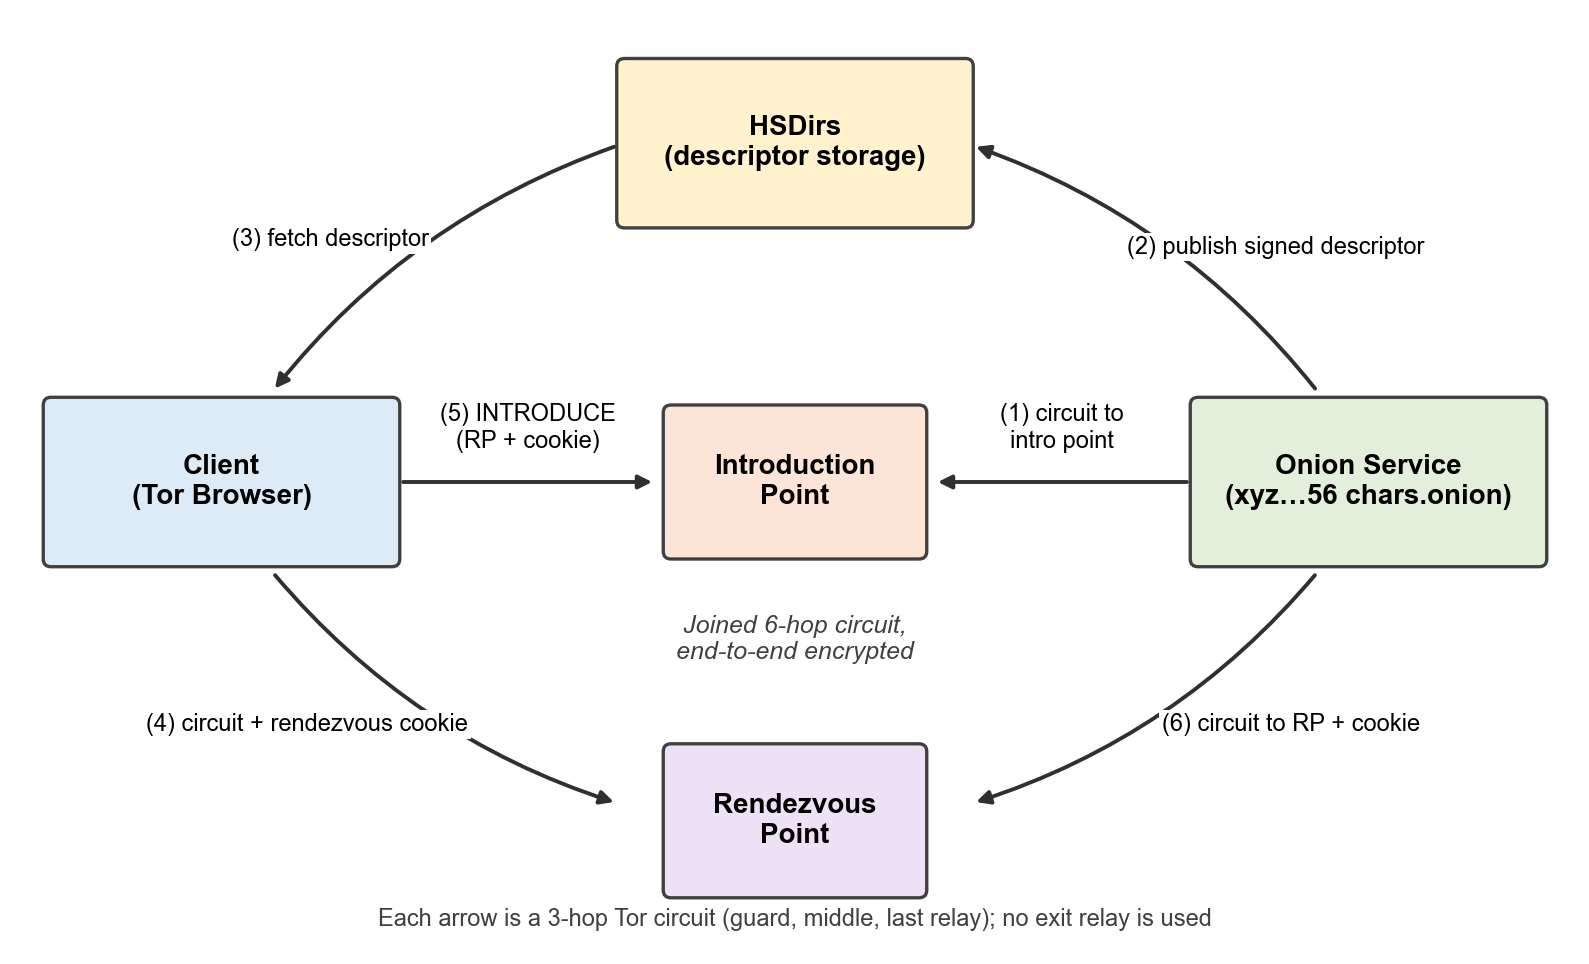 HSDirs
(descriptor storage)
(3) fetch descriptor
(2) publish signed descriptor
Client
(Tor Browser)
(5) INTRODUCE
(RP + cookie)
Introduction
Point
(1) circuit to
intro point
Onion Service
(xyz…56 chars.onion)
Joined 6-hop circuit,
end-to-end encrypted
(4) circuit + rendezvous cookie
(6) circuit to RP + cookie
Rendezvous
Point
Each arrow is a 3-hop Tor circuit (guard, middle, last relay); no exit relay is used